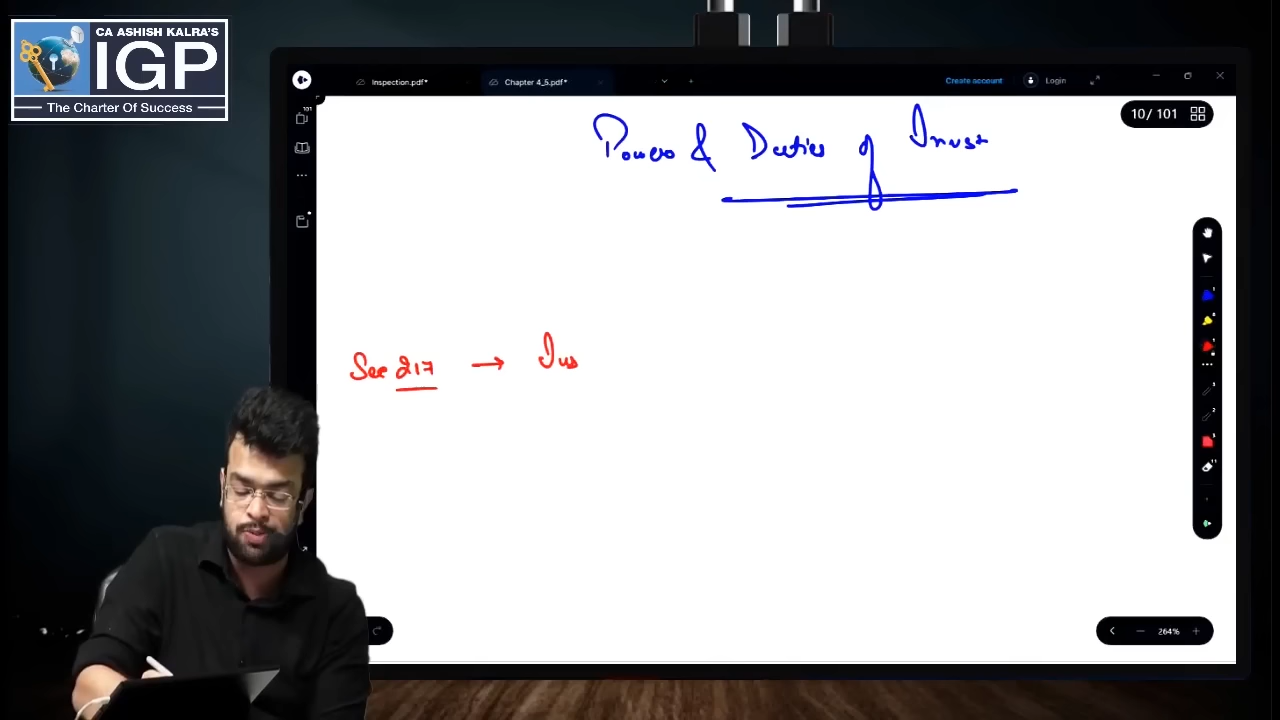 CA ASHISH KALRA'S
IGP
The Charter Of Success
Inspection.pdf*
Chapter 4_5.pdf*
Create account
Login
101
10/ 101
Powers & Duties of
Sec 217 →
264%